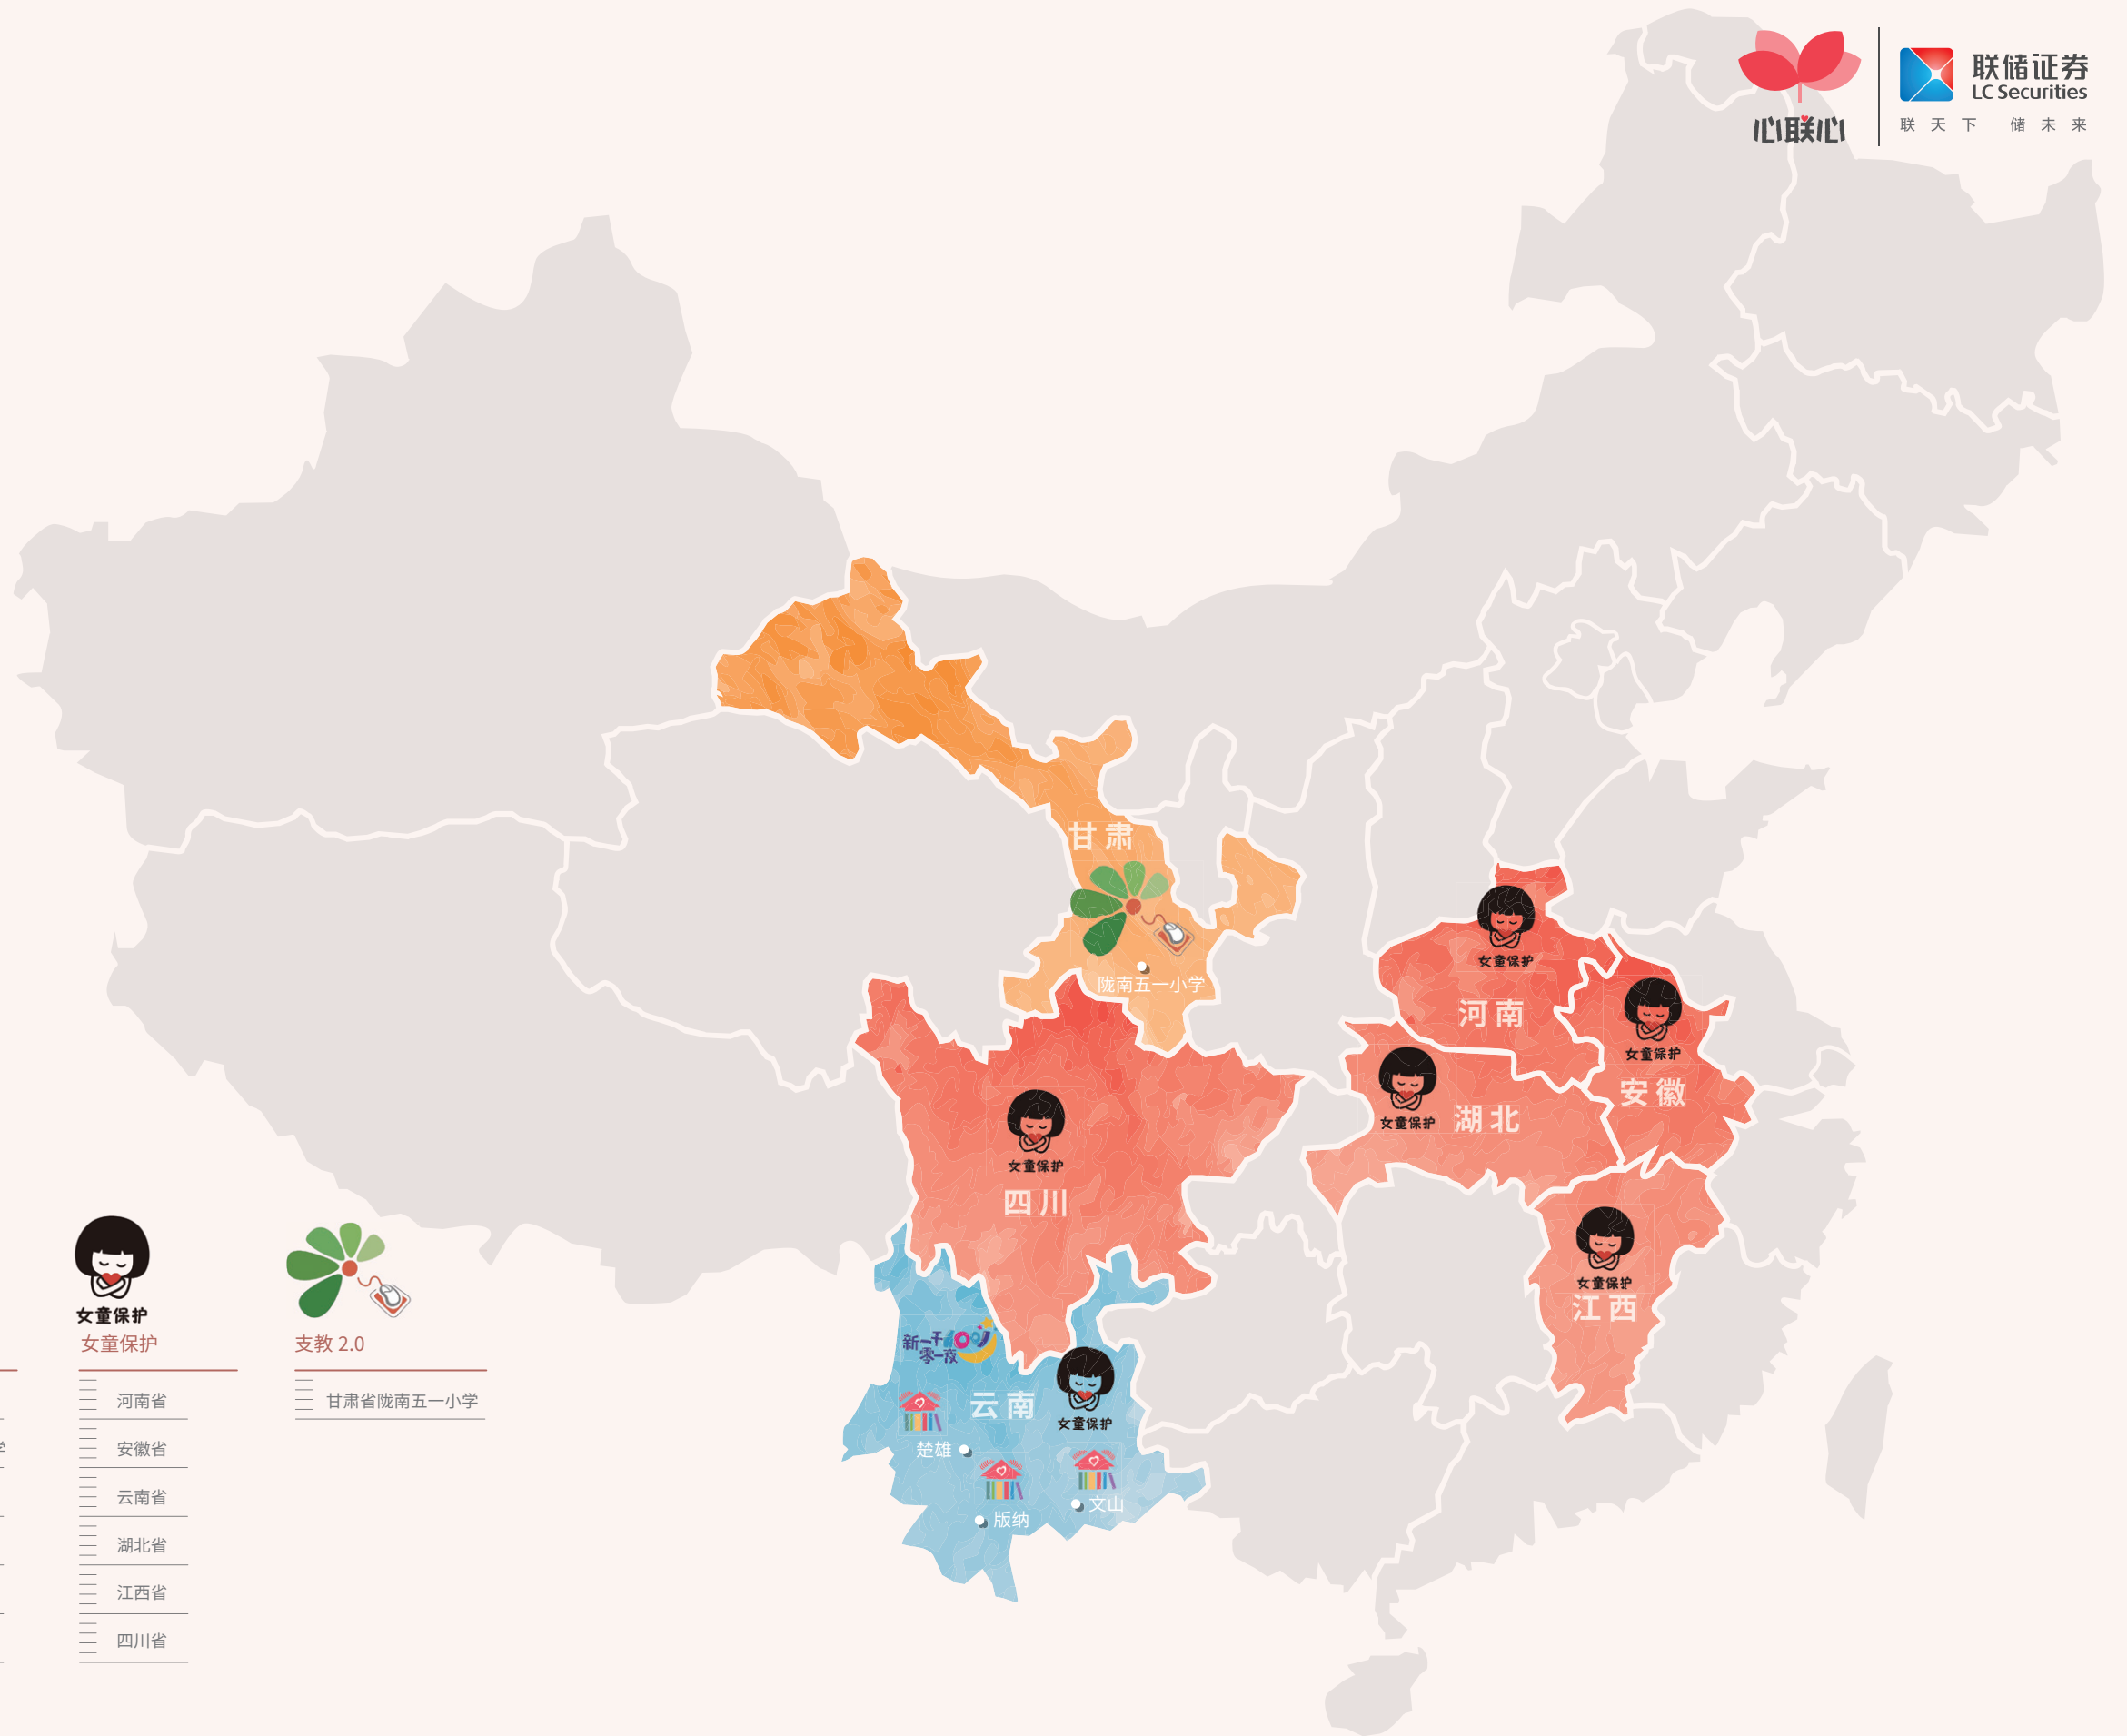 心联心
联储证券
LC Securities
联天下 储未来
甘肃
陇南五一小学
女童保护
河南
女童保护
安徽
女童保护
湖北
女童保护
四川
女童保护
江西
新一千1001
零一夜
云南
女童保护
楚雄
文山
版纳
女童保护
女童保护
河南省
安徽省
云南省
湖北省
江西省
四川省
支教 2.0
甘肃省陇南五一小学